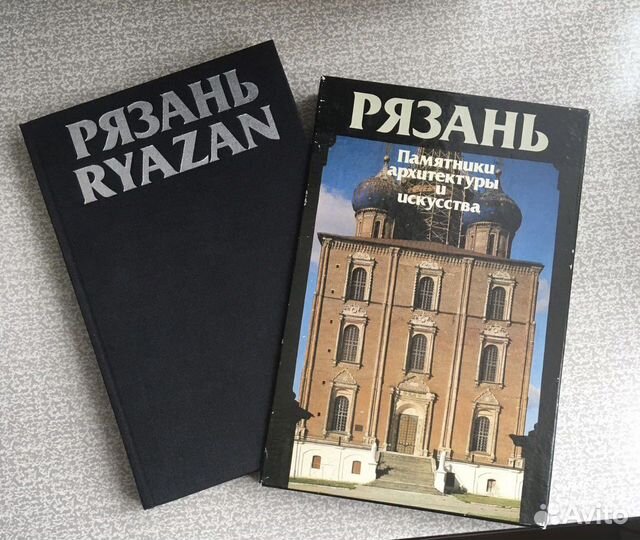 РЯЗАНЬ
RYAZAN
РЯЗАНЬ
Памятники
архитектуры
и
искусства
Avito